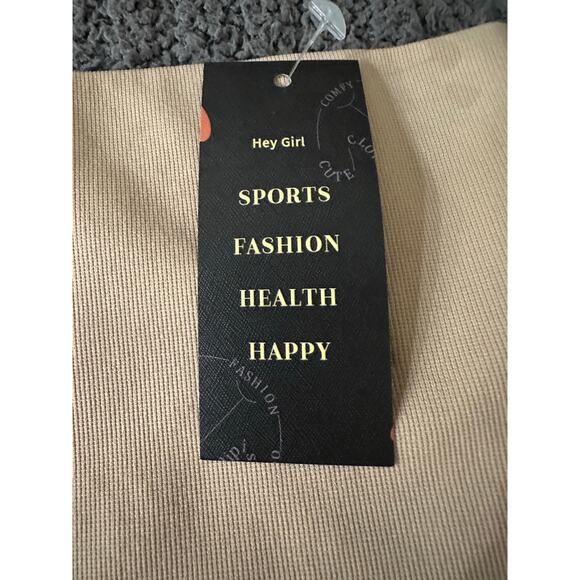 COMFY
CUTE
Hey Girl
SPORTS
FASHION
HEALTH
HAPPY
FASHION